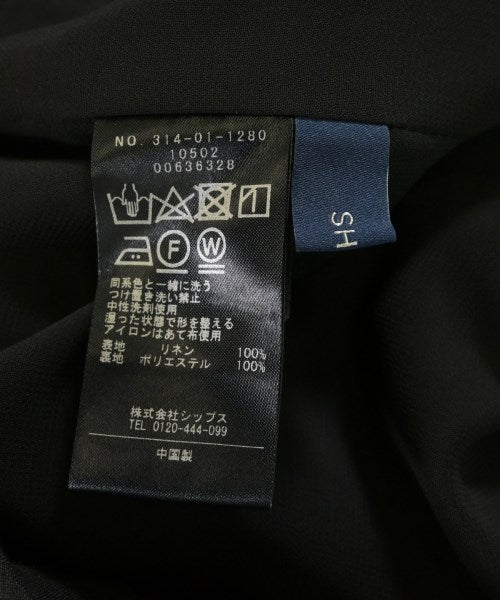 NO. 314-01-1280
10502
00636328
F W
同系色と一緒に洗う
つけ置き洗い禁止
中性洗剤使用
湿った状態で形を整える
アイロンはあて布使用
表地 リネン 100%
裏地 ポリエステル 100%
株式会社シップス
TEL 0120-444-099
中国製
SH